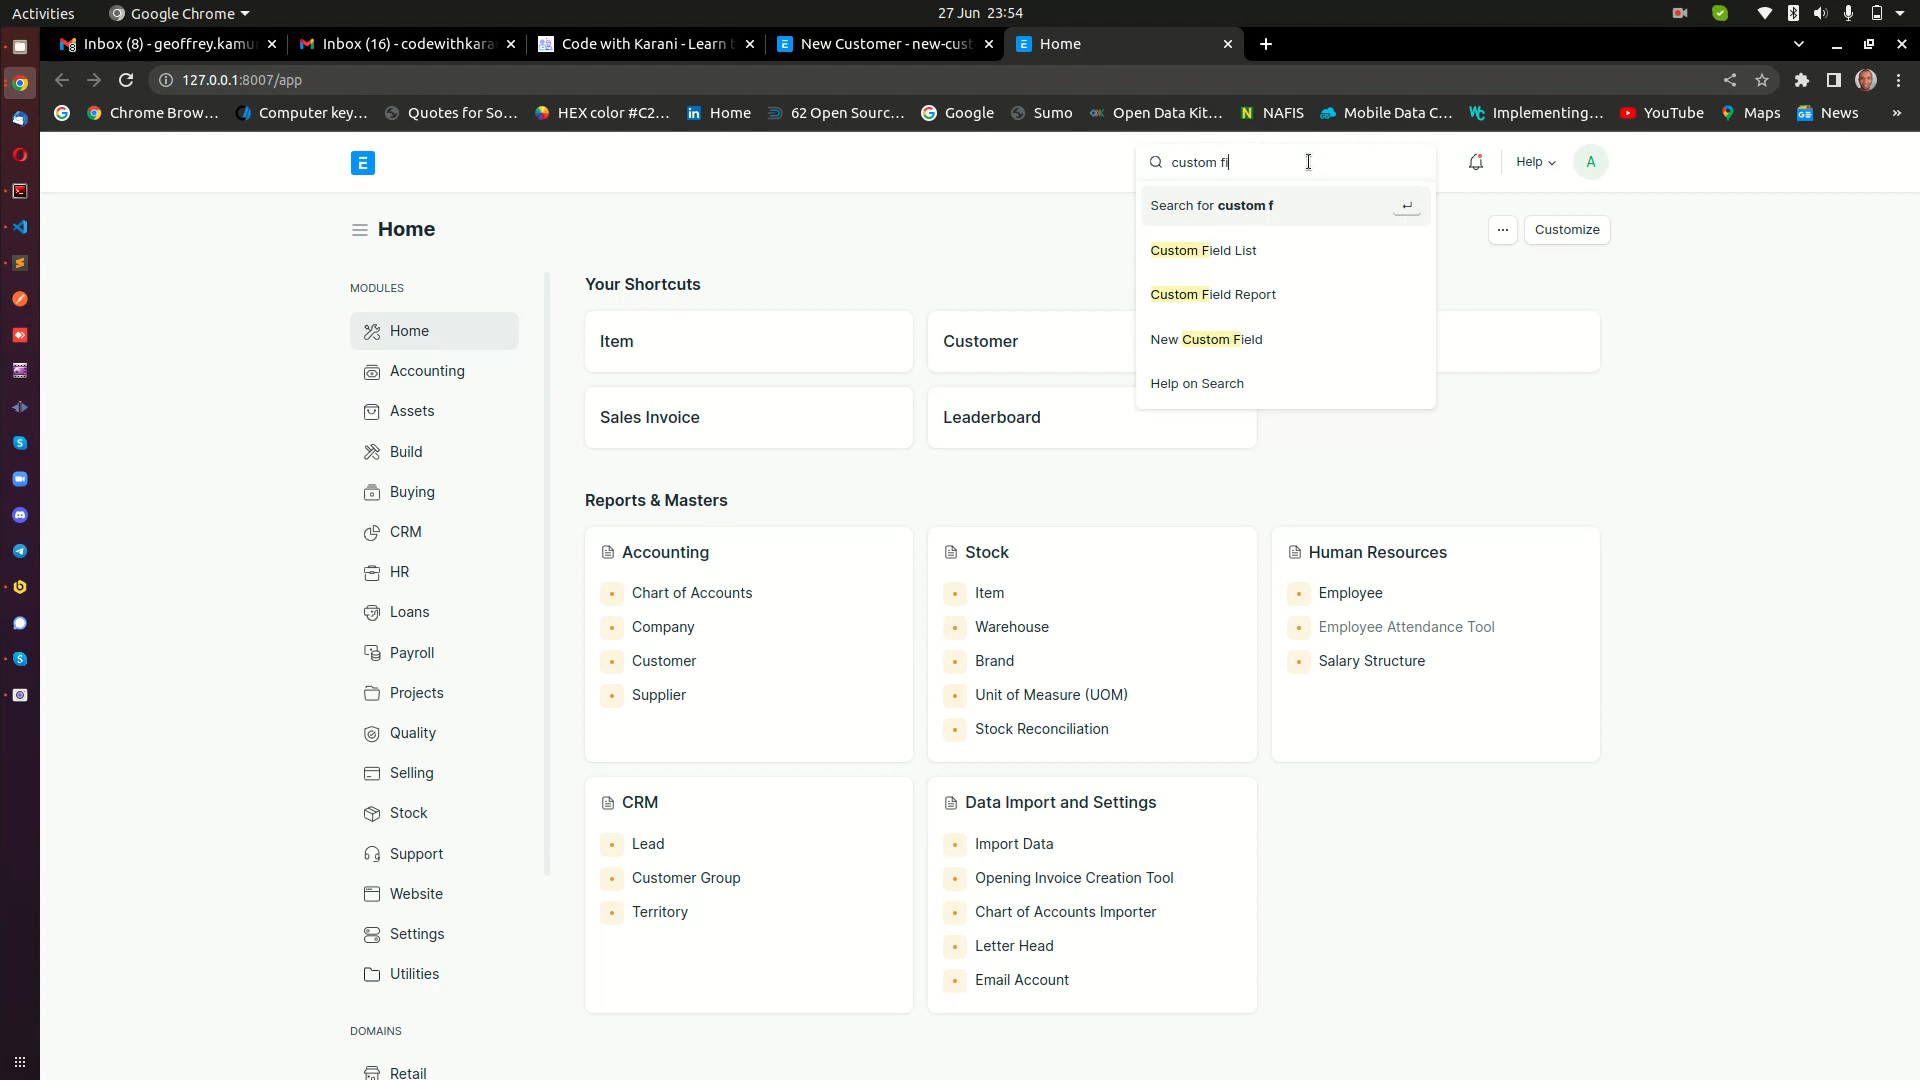 Activities Google Chrome 27 Jun 23:54
Inbox (8) - geoffrey.kamu Inbox (16) - codewithkara Code with Karani - Learn t New Customer - new-cust Home
127.0.0.1:8007/app
Chrome Brow... Computer key... Quotes for So... HEX color #C2... Home 62 Open Sourc... Google Sumo Open Data Kit... NAFIS Mobile Data C... Implementing... YouTube Maps News »
E custom fi Help A
Search for custom f
Home ... Customize
Custom Field List
MODULES Your Shortcuts
Custom Field Report
Home Item Customer New Custom Field
Accounting
Help on Search
Assets Sales Invoice Leaderboard
Build
Buying Reports & Masters
CRM Accounting Stock Human Resources
HR Chart of Accounts Item Employee
Loans Company Warehouse Employee Attendance Tool
Payroll Customer Brand Salary Structure
Projects Supplier Unit of Measure (UOM)
Quality Stock Reconciliation
Selling
Stock CRM Data Import and Settings
Support Lead Import Data
Website Customer Group Opening Invoice Creation Tool
Settings Territory Chart of Accounts Importer
Utilities Letter Head
Email Account
DOMAINS
Retail